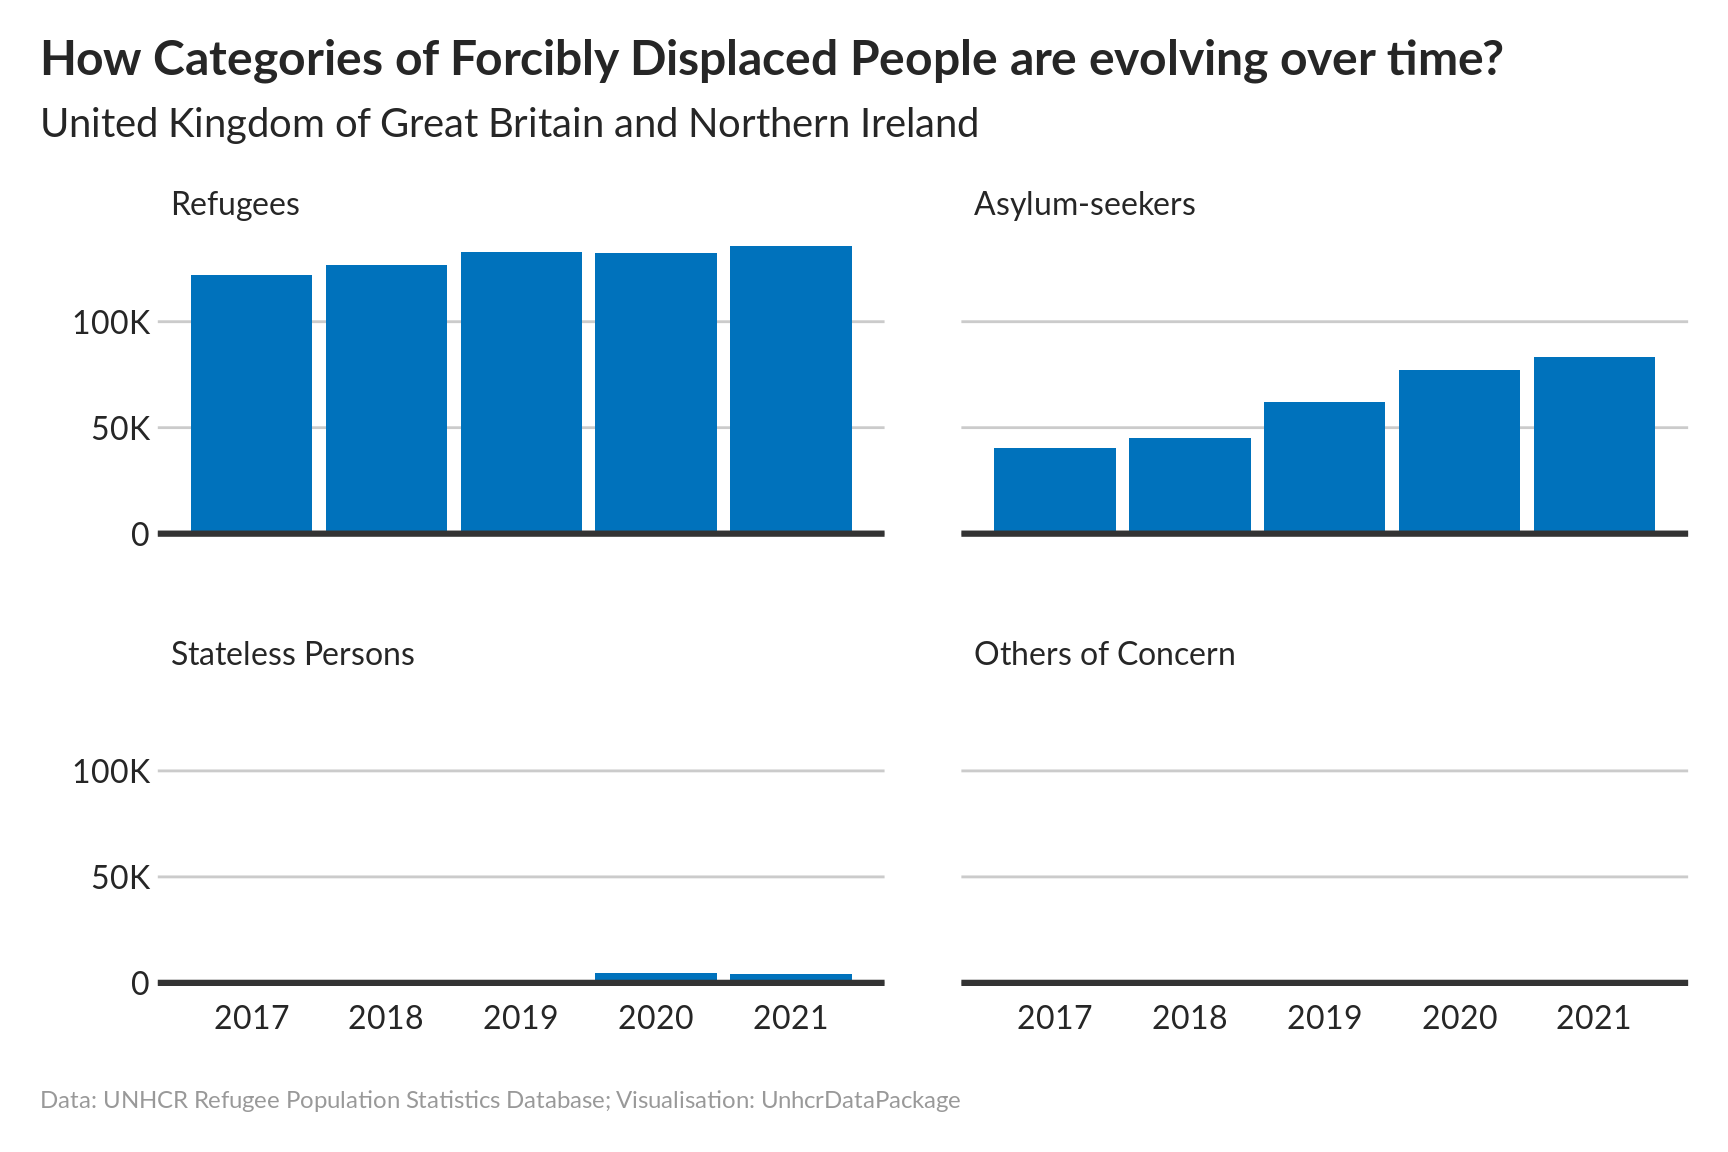 How Categories of Forcibly Displaced People are evolving over time?
United Kingdom of Great Britain and Northern Ireland
Refugees
Asylum-seekers
100K
50K
0
Stateless Persons
Others of Concern
100K
50K
0
2017 2018 2019 2020 2021
2017 2018 2019 2020 2021
Data: UNHCR Refugee Population Statistics Database; Visualisation: UnhcrDataPackage